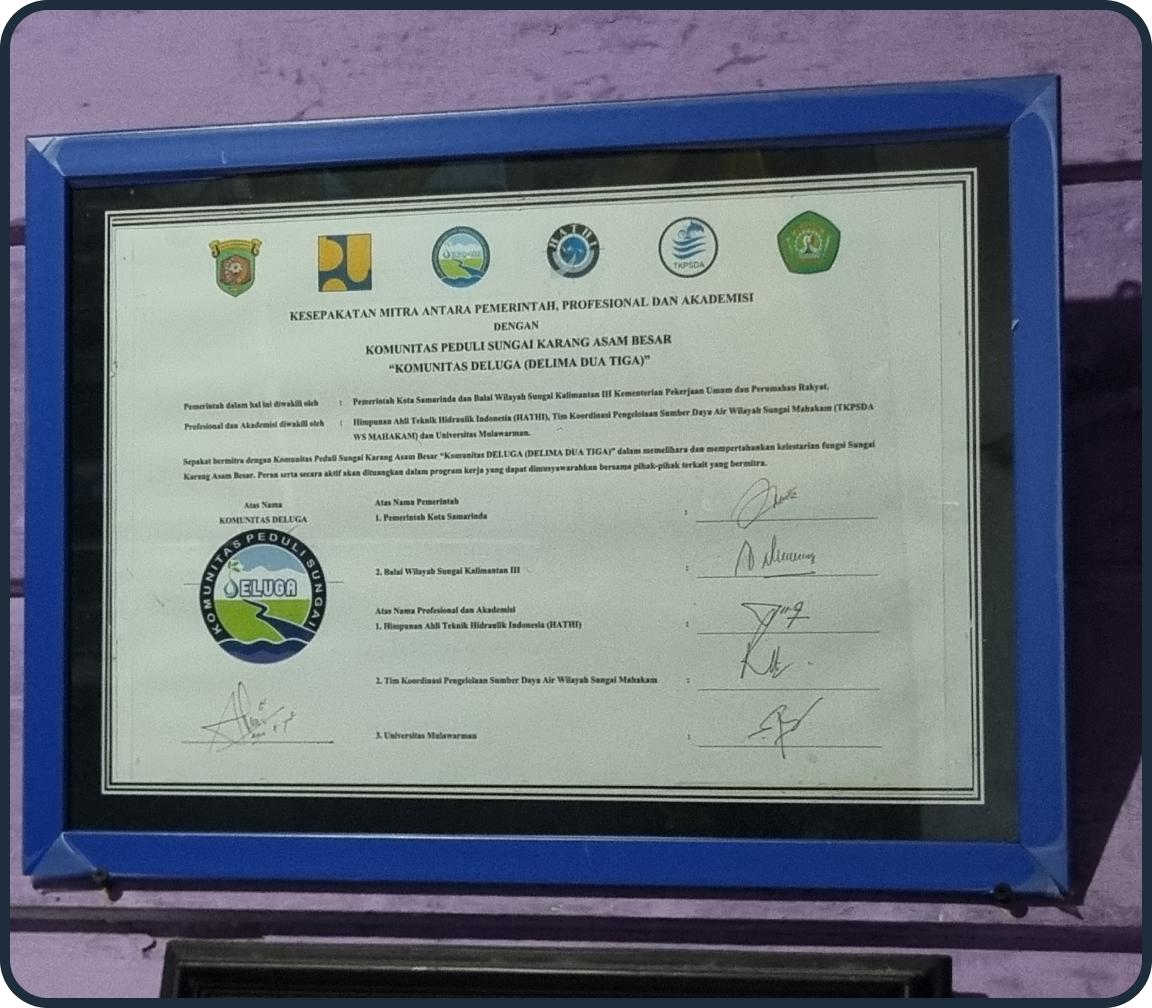 HATHI
TKPSDA
KESEPAKATAN MITRA ANTARA PEMERINTAH, PROFESIONAL DAN AKADEMISI
DENGAN
KOMUNITAS PEDULI SUNGAI KARANG ASAM BESAR
“KOMUNITAS DELUGA (DELIMA DUA TIGA)”
Pemerintah dalam hal ini diwakili oleh : Pemerintah Kota Samarinda dan Balai Wilayah Sungai Kalimantan III Kementerian Pekerjaan Umum dan Perumahan Rakyat.
Profesional dan Akademisi diwakili oleh : Himpunan Ahli Teknik Hidraulik Indonesia (HATHI), Tim Koordinasi Pengelolaan Sumber Daya Air Wilayah Sungai Mahakam (TKPSDA
WS MAHAKAM) dan Universitas Mulawarman.
Sepakat bermitra dengan Komunitas Peduli Sungai Karang Asam Besar “Komunitas DELUGA (DELIMA DUA TIGA)” dalam memelihara dan mempertahankan kelestarian fungsi Sungai
Karang Asam Besar. Peran serta secara aktif akan dituangkan dalam program kerja yang dapat dimusyawarahkan bersama pihak-pihak terkait yang bermitra.
Atas Nama
KOMUNITAS DELUGA
KOMUNITAS PEDULI SUNGAI
DELUGA
Atas Nama Pemerintah
1. Pemerintah Kota Samarinda :
2. Balai Wilayah Sungai Kalimantan III :
Atas Nama Profesional dan Akademisi
1. Himpunan Ahli Teknik Hidraulik Indonesia (HATHI) :
2. Tim Koordinasi Pengelolaan Sumber Daya Air Wilayah Sungai Mahakam :
3. Universitas Mulawarman :